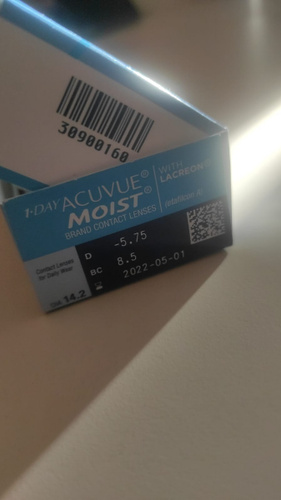 30900160
1·DAY ACUVUE®
MOIST®
BRAND CONTACT LENSES
WITH
LACREON
(etafilcon A)
Contact Lenses
for Daily Wear
D -5.75
BC 8.5
2022-05-01
14.2